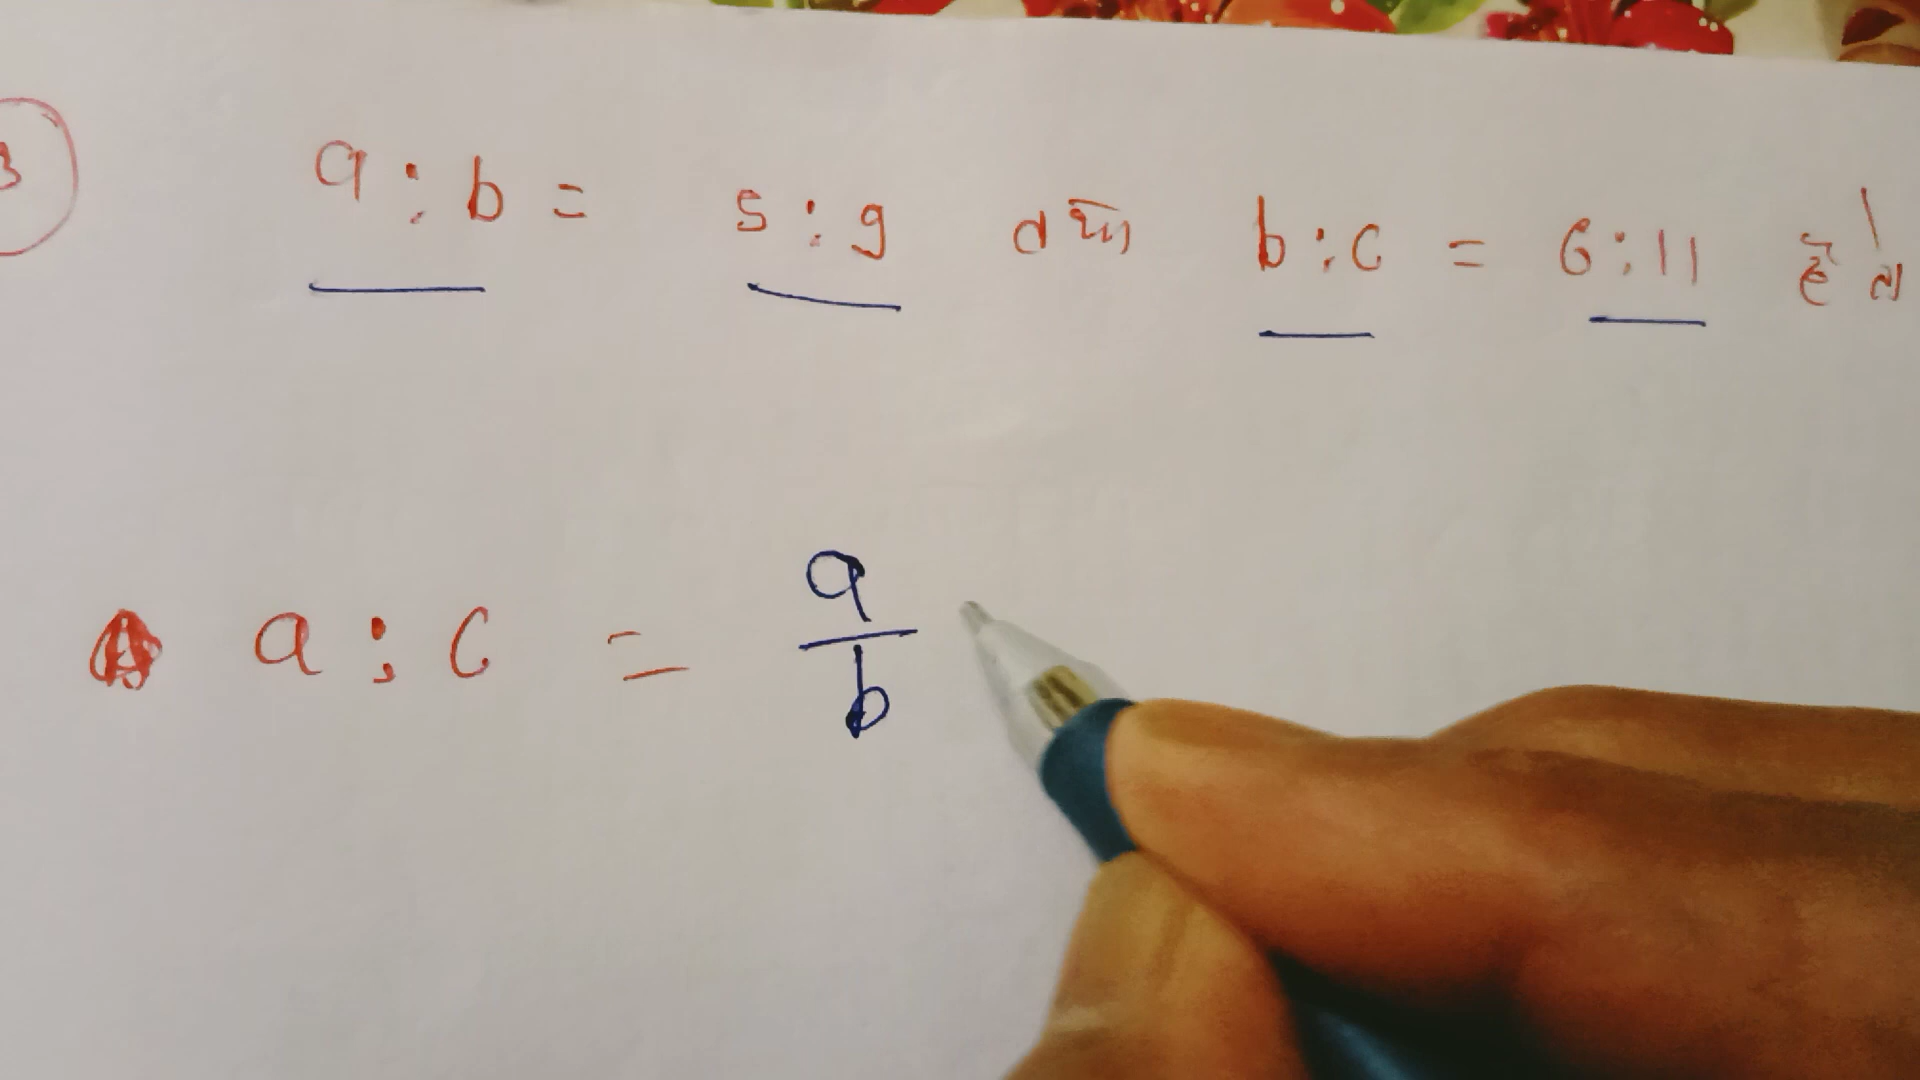 3 a : b = 5 : 9 तथा b : c = 6 : 11 है। तो
a : c = a/b